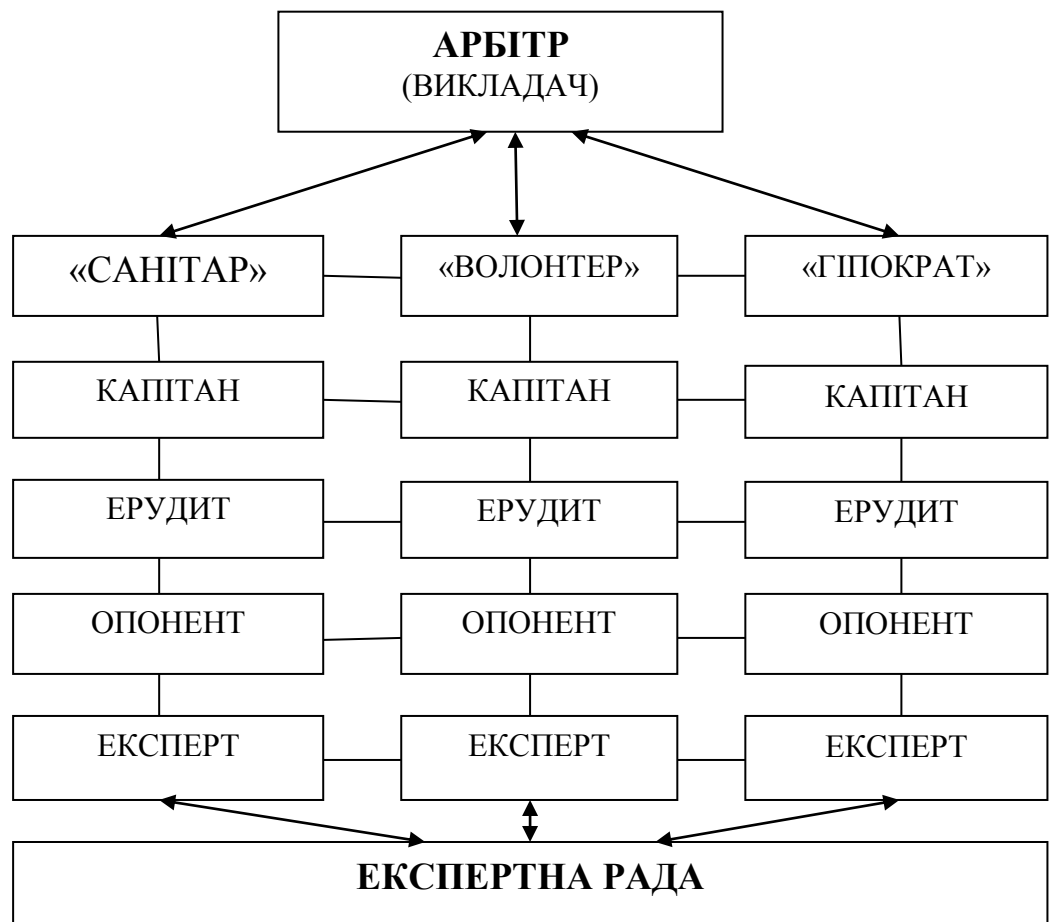 АРБІТР
(ВИКЛАДАЧ)
«САНІТАР»
«ВОЛОНТЕР»
«ГІПОКРАТ»
КАПІТАН
КАПІТАН
КАПІТАН
ЕРУДИТ
ЕРУДИТ
ЕРУДИТ
ОПОНЕНТ
ОПОНЕНТ
ОПОНЕНТ
ЕКСПЕРТ
ЕКСПЕРТ
ЕКСПЕРТ
ЕКСПЕРТНА РАДА